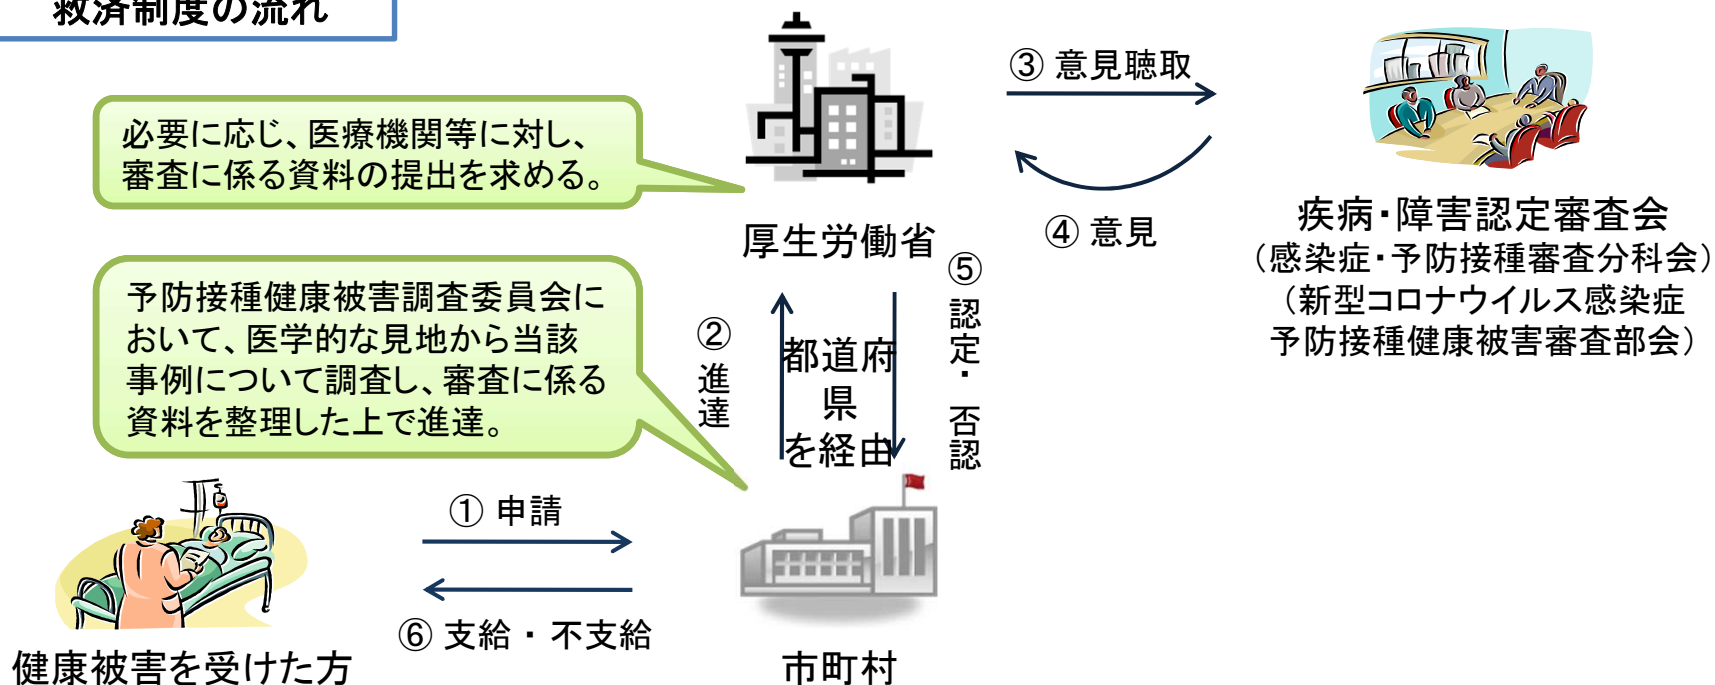 救済制度の流れ
必要に応じ、医療機関等に対し、
審査に係る資料の提出を求める。
厚生労働省
③ 意見聴取
④ 意見
疾病・障害認定審査会
（感染症・予防接種審査分科会）
（新型コロナウイルス感染症
予防接種健康被害審査部会）
予防接種健康被害調査委員会に
おいて、医学的な見地から当該
事例について調査し、審査に係る
資料を整理した上で進達。
② 進達
都道府
県
を経由
⑤ 認定・否認
① 申請
⑥ 支給・不支給
健康被害を受けた方
市町村